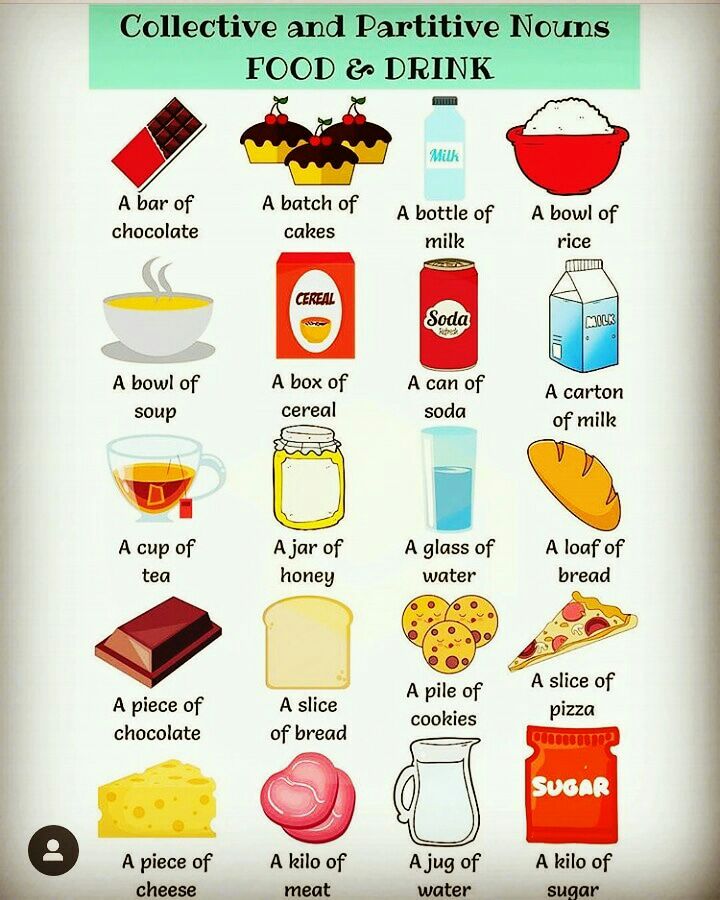 Collective and Partitive Nouns
FOOD & DRINK
A bar of
chocolate
A batch of
cakes
Milk
A bottle of
milk
A bowl of
rice
A bowl of
soup
CEREAL
A box of
cereal
Soda
A can of
soda
MILK
A carton
of milk
A cup of
tea
A jar of
honey
A glass of
water
A loaf of
bread
A piece of
chocolate
A slice
of bread
A pile of
cookies
A slice of
pizza
A piece of
cheese
A kilo of
meat
A jug of
water
SUGAR
A kilo of
sugar